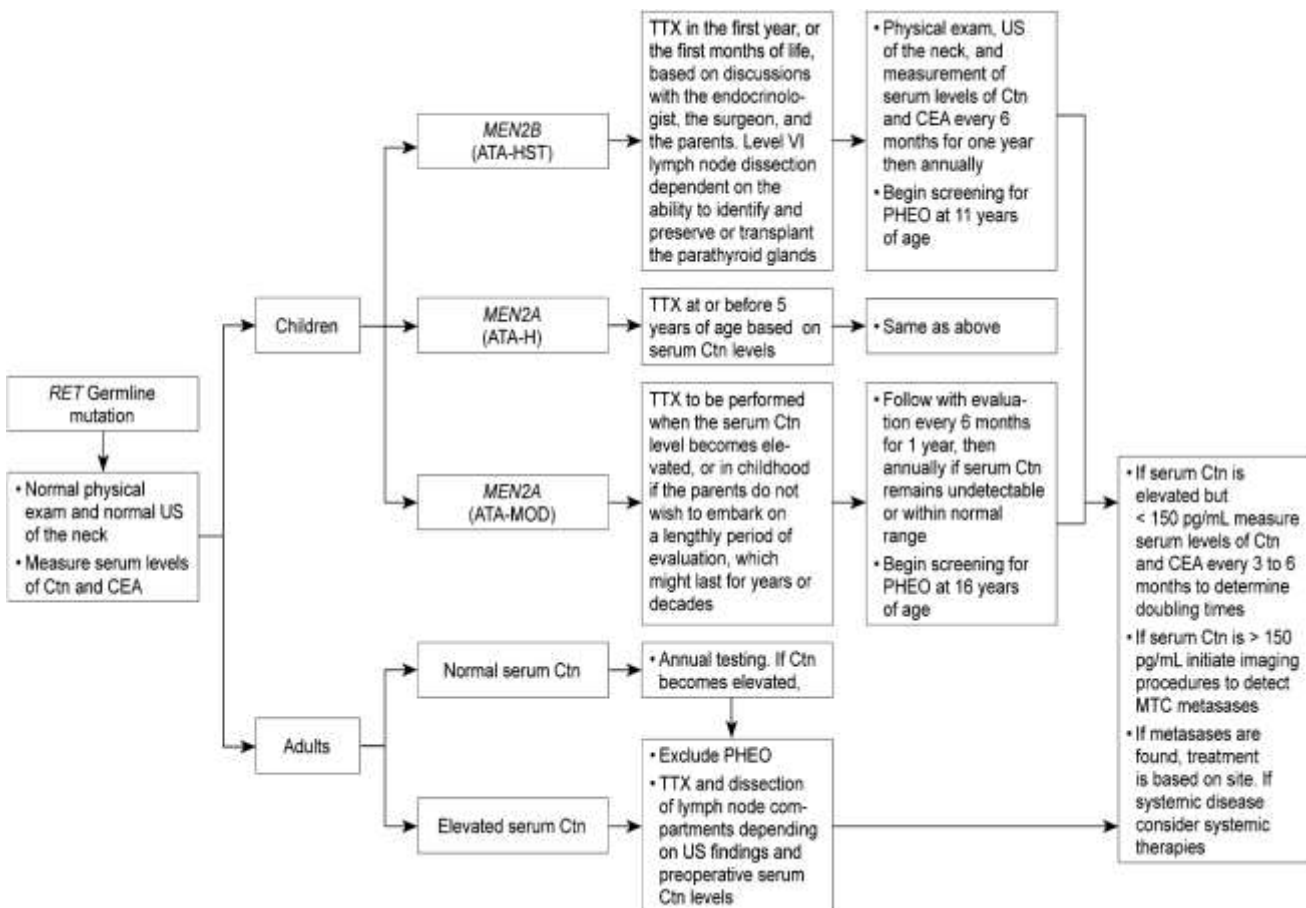 RET Germline
mutation
• Normal physical
exam and normal US
of the neck
• Measure serum levels
of Ctn and CEA
Children
Adults
MEN2B
(ATA-HST)
TTX in the first year, or
the first months of life,
based on discussions
with the endocrinolo-
gist, the surgeon, and
the parents. Level VI
lymph node dissection
dependent on the
ability to identify and
preserve or transplant
the parathyroid glands
• Physical exam, US
of the neck, and
measurement of
serum levels of Ctn
and CEA every 6
months for one year
then annually
• Begin screening for
PHEO at 11 years
of age
MEN2A
(ATA-H)
TTX at or before 5
years of age based on
serum Ctn levels
• Same as above
MEN2A
(ATA-MOD)
TTX to be performed
when the serum Ctn
level becomes ele-
vated, or in childhood
if the parents do not
wish to embark on
a lengthly period of
evaluation, which
might last for years or
decades
• Follow with evalua-
tion every 6 months
for 1 year, then
annually if serum Ctn
remains undetectable
or within normal
range
• Begin screening for
PHEO at 16 years
of age
Normal serum Ctn
• Annual testing. If Ctn
becomes elevated,
Elevated serum Ctn
• Exclude PHEO
• TTX and dissection
of lymph node com-
partments depending
on US findings and
preoperative serum
Ctn levels
• If serum Ctn is
elevated but
< 150 pg/mL measure
serum levels of Ctn
and CEA every 3 to 6
months to determine
doubling times
• If serum Ctn is > 150
pg/mL initiate imaging
procedures to detect
MTC metasases
• If metasases are
found, treatment
is based on site. If
systemic disease
consider systemic
therapies